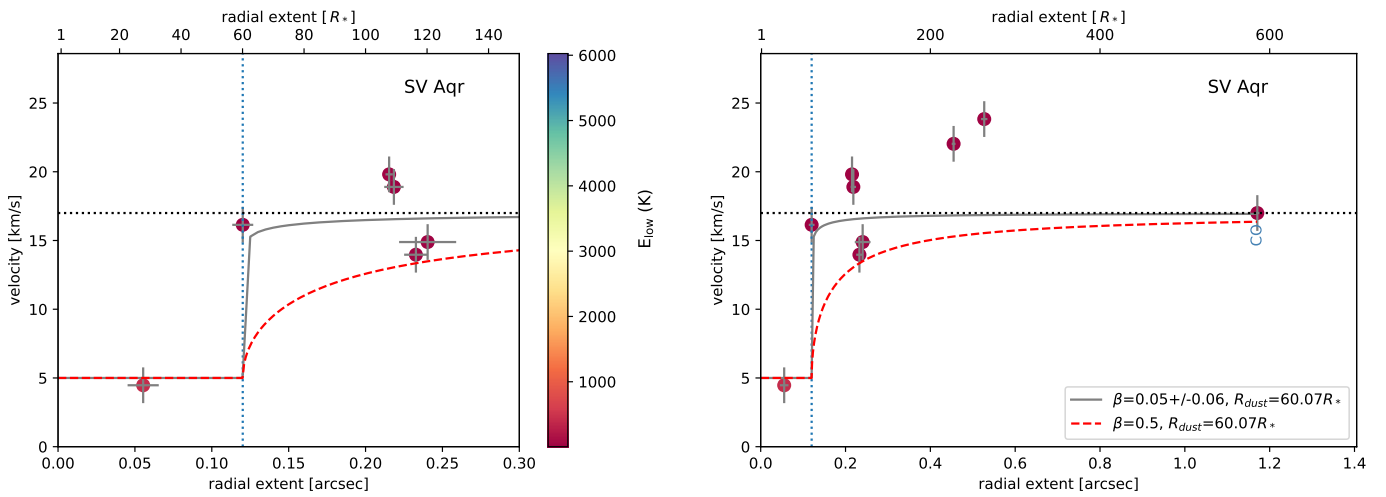 radial extent [R*]
1 20 40 60 80 100 120 140
SV Aqr
velocity [km/s]
25
20
15
10
5
0
0.00 0.05 0.10 0.15 0.20 0.25 0.30
radial extent [arcsec]
6000
5000
4000
3000
2000
1000
E_low (K)
radial extent [R*]
1 200 400 600
SV Aqr
velocity [km/s]
25
20
15
10
5
0
CO
β=0.05+/-0.06, R_dust=60.07R*
β=0.5, R_dust=60.07R*
0.0 0.2 0.4 0.6 0.8 1.0 1.2 1.4
radial extent [arcsec]